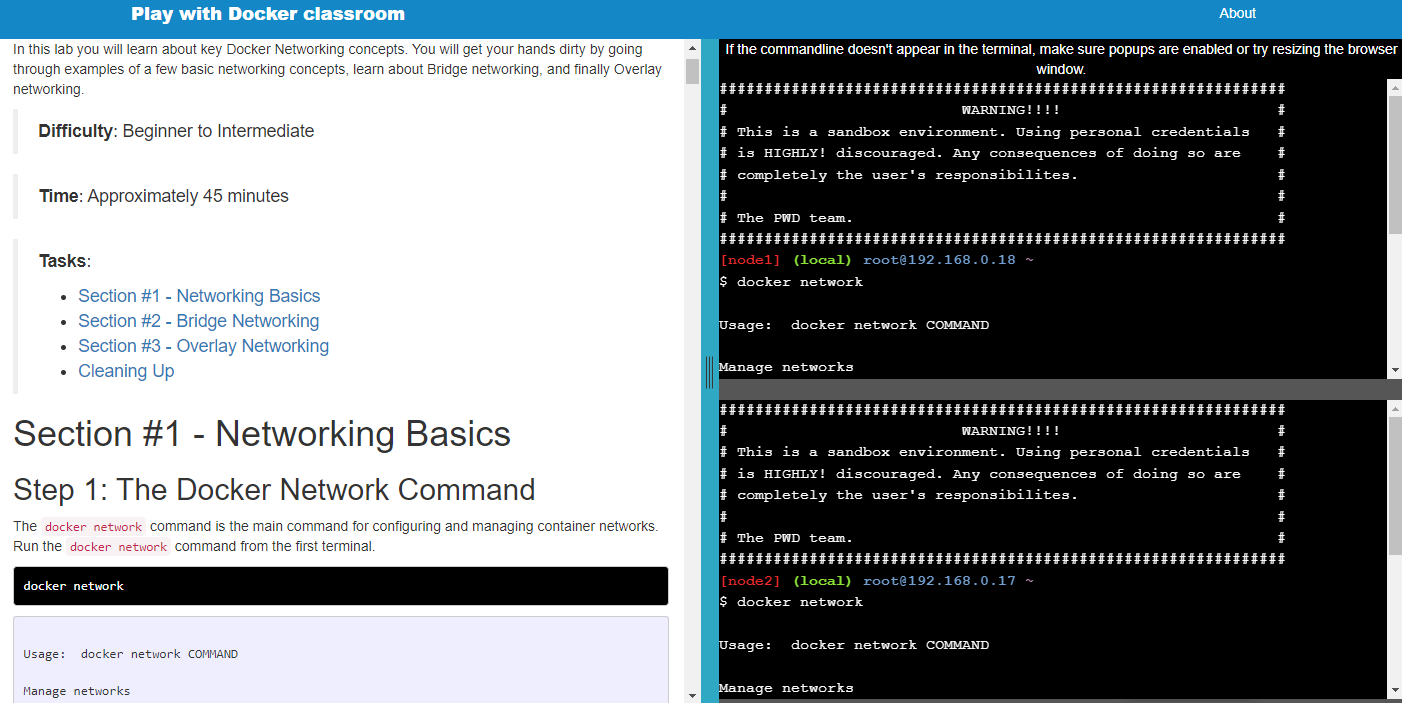 Play with Docker classroom
About
In this lab you will learn about key Docker Networking concepts. You will get your hands dirty by going
through examples of a few basic networking concepts, learn about Bridge networking, and finally Overlay
networking.
Difficulty: Beginner to Intermediate
Time: Approximately 45 minutes
Tasks:
• Section #1 - Networking Basics
• Section #2 - Bridge Networking
• Section #3 - Overlay Networking
• Cleaning Up
Section #1 - Networking Basics
Step 1: The Docker Network Command
The docker network command is the main command for configuring and managing container networks.
Run the docker network command from the first terminal.
docker network
Usage:  docker network COMMAND
Manage networks
If the commandline doesn't appear in the terminal, make sure popups are enabled or try resizing the browser
window.
###############################################################
#                          WARNING!!!!                        #
# This is a sandbox environment. Using personal credentials   #
# is HIGHLY! discouraged. Any consequences of doing so are    #
# completely the user's responsibilites.                      #
#                                                             #
# The PWD team.                                               #
###############################################################
[node1] (local) root@192.168.0.18 ~
$ docker network
Usage:  docker network COMMAND
Manage networks
###############################################################
#                          WARNING!!!!                        #
# This is a sandbox environment. Using personal credentials   #
# is HIGHLY! discouraged. Any consequences of doing so are    #
# completely the user's responsibilites.                      #
#                                                             #
# The PWD team.                                               #
###############################################################
[node2] (local) root@192.168.0.17 ~
$ docker network
Usage:  docker network COMMAND
Manage networks